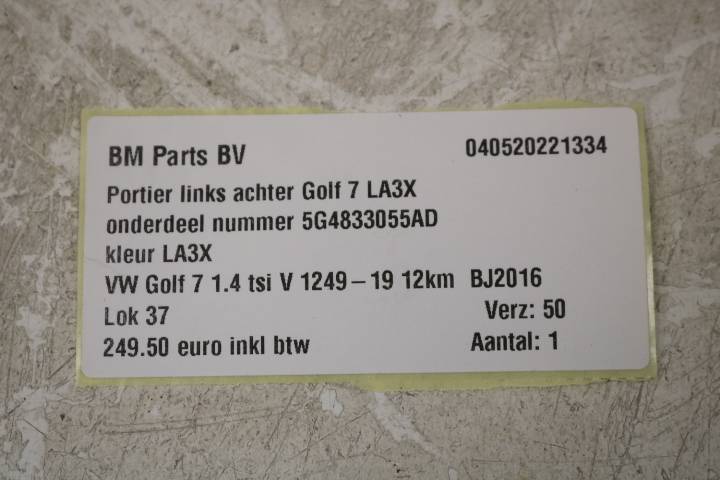 BM Parts BV 040520221334
Portier links achter Golf 7 LA3X
onderdeel nummer 5G4833055AD
kleur LA3X
VW Golf 7 1.4 tsi V 1249 – 19 12km BJ2016
Lok 37 Verz: 50
249.50 euro inkl btw Aantal: 1